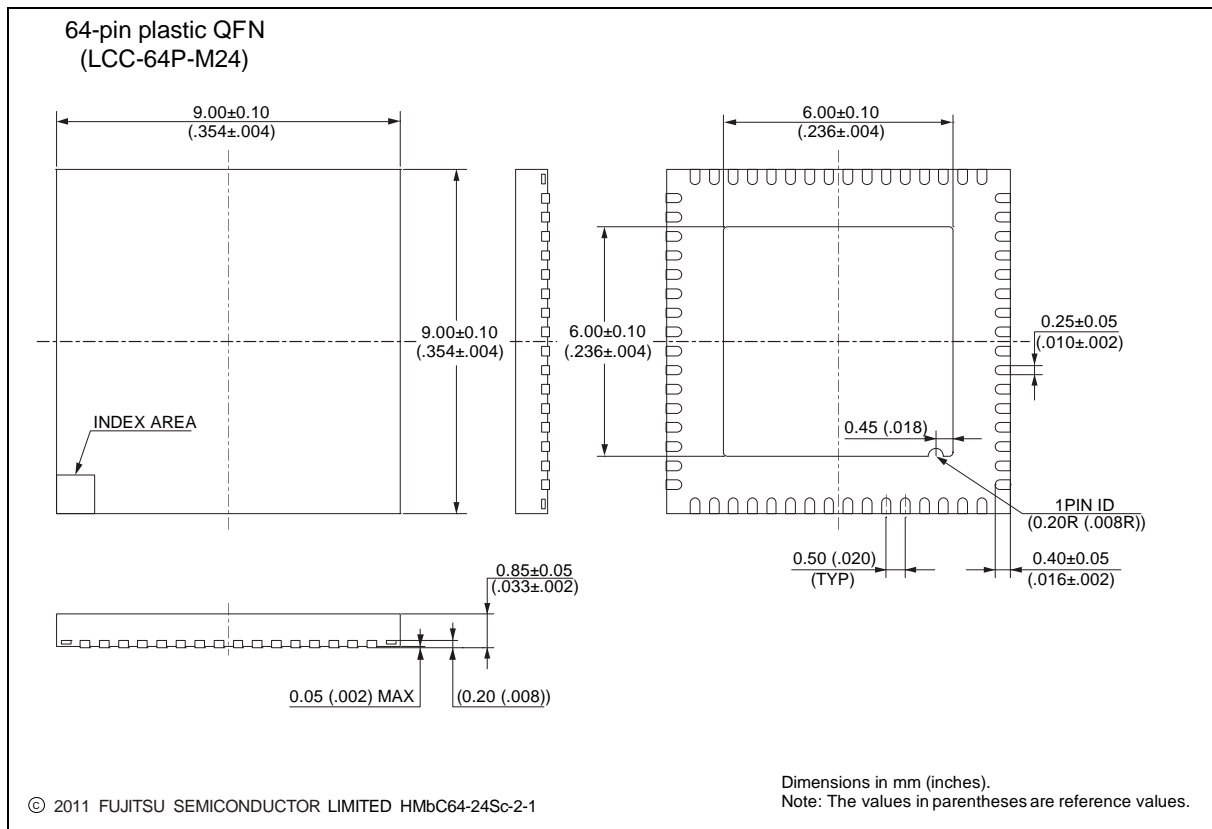 64-pin plastic QFN
(LCC-64P-M24)
9.00±0.10
(.354±.004)
6.00±0.10
(.236±.004)
9.00±0.10
(.354±.004)
6.00±0.10
(.236±.004)
0.25±0.05
(.010±.002)
INDEX AREA
0.45 (.018)
1PIN ID
(0.20R (.008R))
0.85±0.05
(.033±.002)
0.50 (.020)
(TYP)
0.40±0.05
(.016±.002)
0.05 (.002) MAX
(0.20 (.008))
Dimensions in mm (inches).
Note: The values in parentheses are reference values.
© 2011 FUJITSU SEMICONDUCTOR LIMITED HMbC64-24Sc-2-1